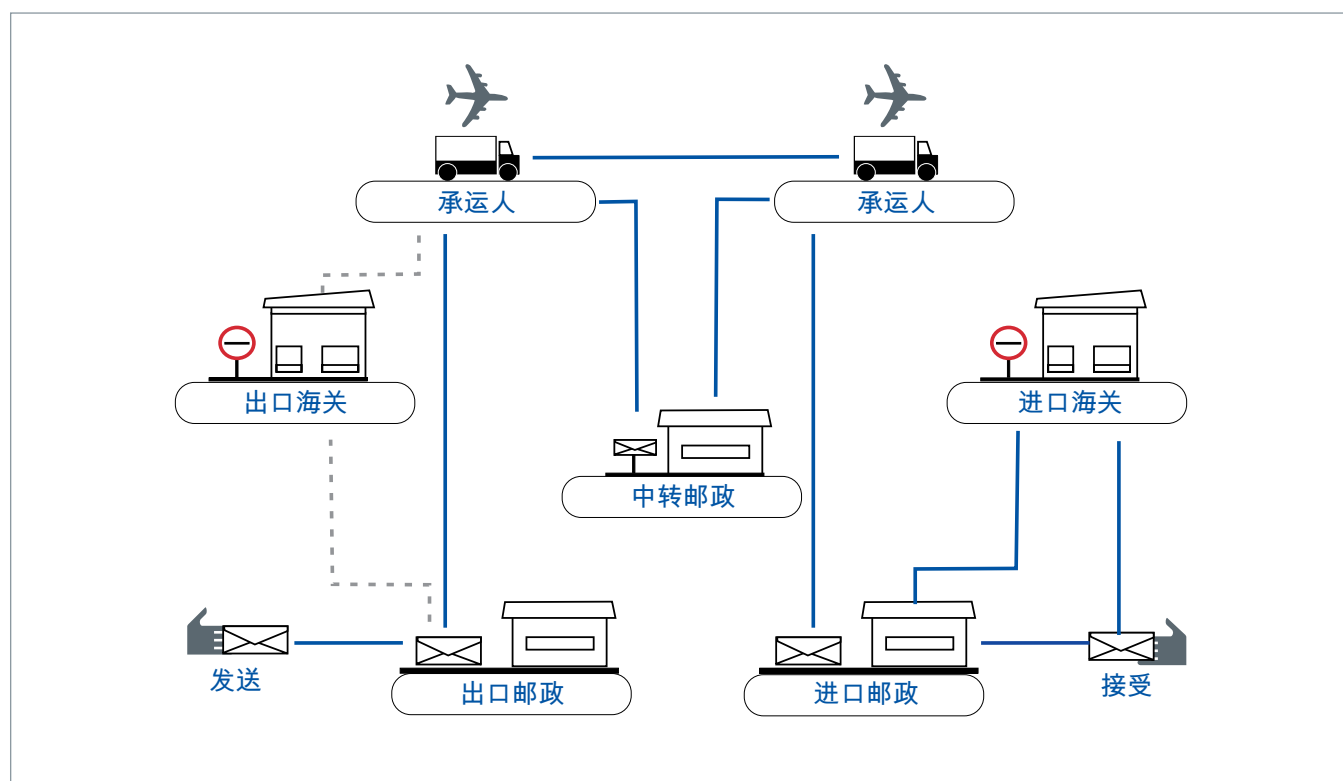 承运人
承运人
出口海关
进口海关
中转邮政
发送
出口邮政
进口邮政
接受